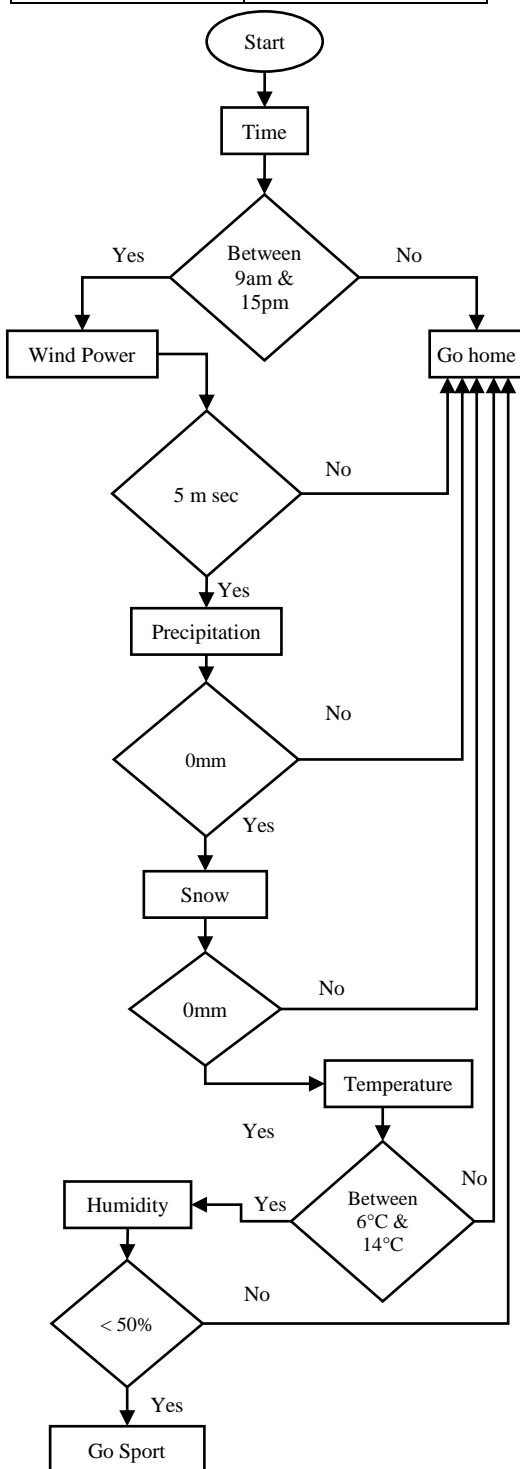 Start
Time
Yes
Between
9am &
15pm
No
Wind Power
Go home
5 m sec
No
Yes
Precipitation
0mm
No
Yes
Snow
0mm
No
Temperature
Yes
Between
6°C &
14°C
No
Yes
Humidity
< 50%
No
Yes
Go Sport